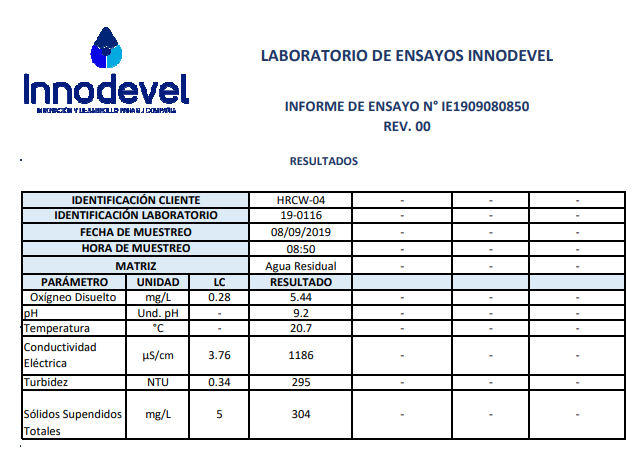 LABORATORIO DE ENSAYOS INNODEVEL
Innodevel
INNOVACIÓN Y DESARROLLO PARA SU COMPAÑÍA
INFORME DE ENSAYO N° IE1909080850
REV. 00
RESULTADOS
IDENTIFICACIÓN CLIENTE HRCW-04 - - -
IDENTIFICACIÓN LABORATORIO 19-0116 - - -
FECHA DE MUESTREO 08/09/2019 - - -
HORA DE MUESTREO 08:50 - - -
MATRIZ Agua Residual - - -
PARÁMETRO UNIDAD LC RESULTADO - - -
Oxígneo Disuelto mg/L 0.28 5.44 - - -
pH Und. pH - 9.2 - - -
Temperatura °C - 20.7 - - -
Conductividad
Eléctrica µS/cm 3.76 1186 - - -
Turbidez NTU 0.34 295 - - -
Sólidos Supendidos
Totales mg/L 5 304 - - -